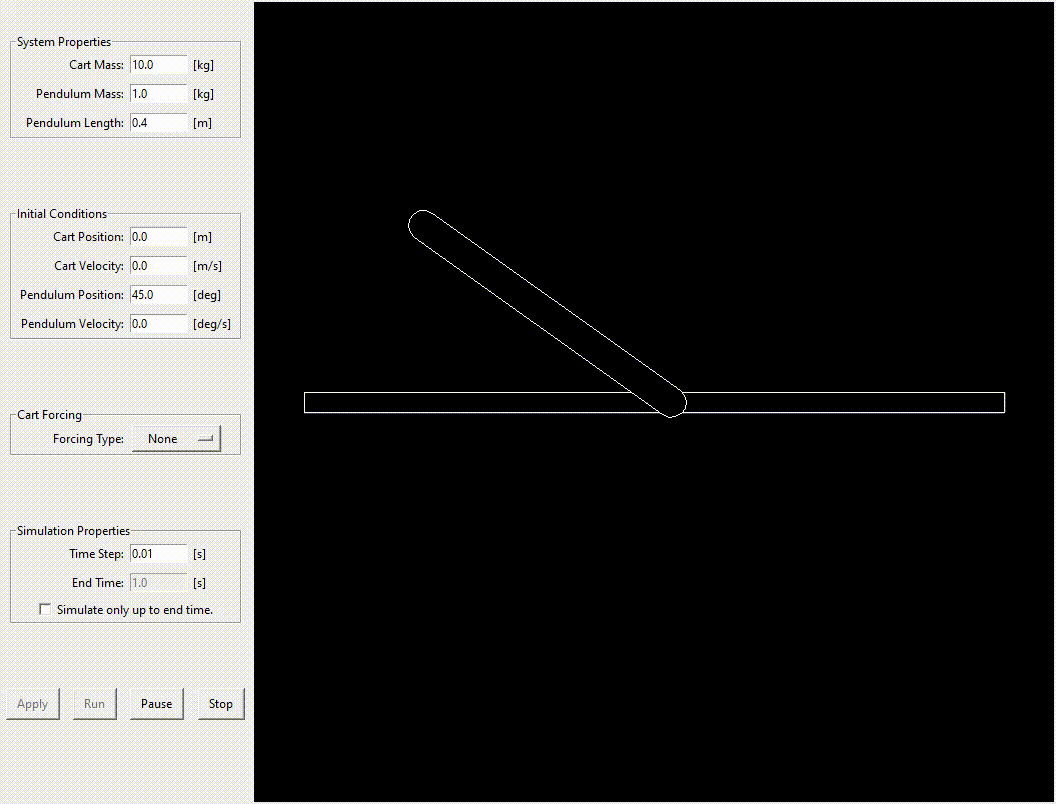 System Properties
Cart Mass: 10.0 [kg]
Pendulum Mass: 1.0 [kg]
Pendulum Length: 0.4 [m]
Initial Conditions
Cart Position: 0.0 [m]
Cart Velocity: 0.0 [m/s]
Pendulum Position: 45.0 [deg]
Pendulum Velocity: 0.0 [deg/s]
Cart Forcing
Forcing Type: None
Simulation Properties
Time Step: 0.01 [s]
End Time: 1.0 [s]
Simulate only up to end time.
Apply Run Pause Stop